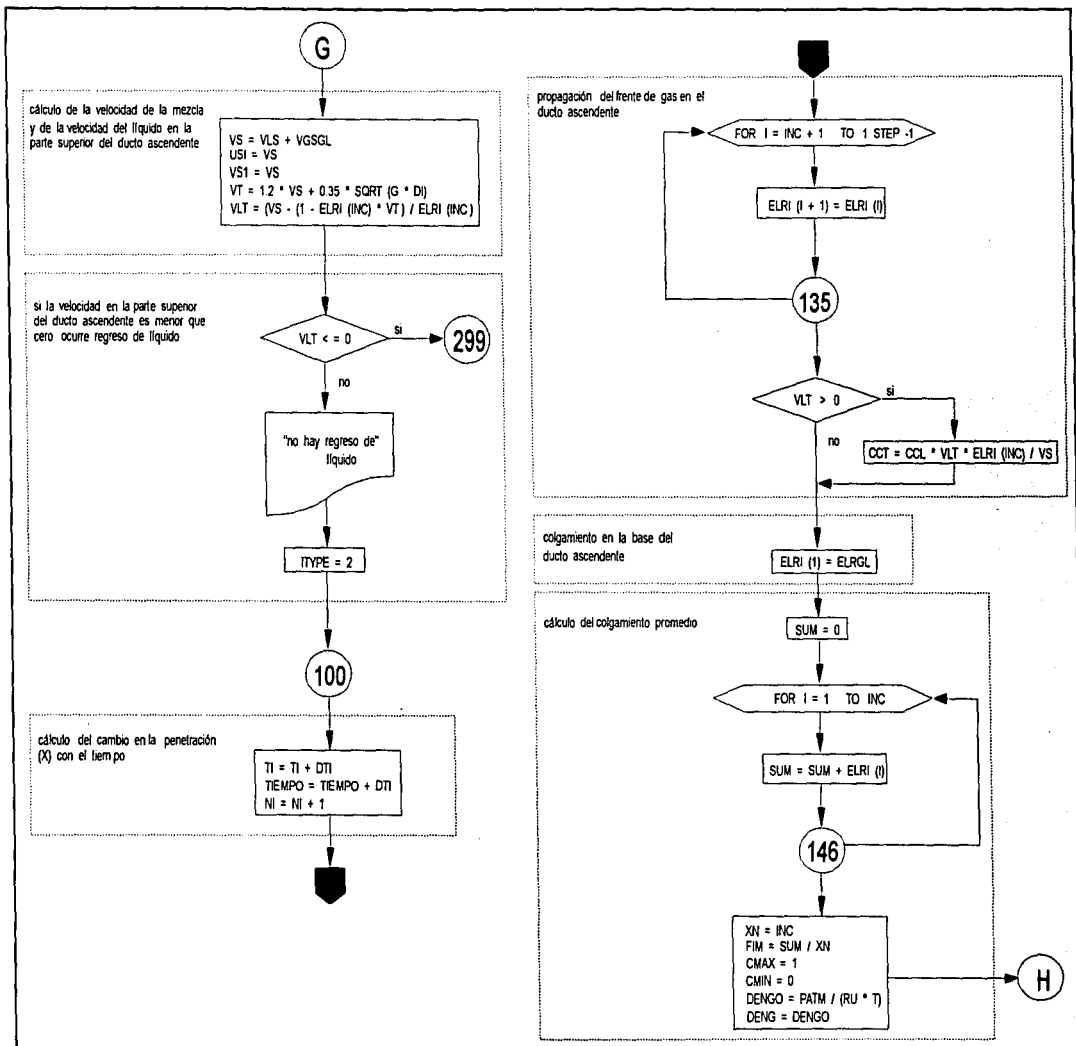 G
cálculo de la velocidad de la mezcla
y de la velocidad del líquido en la
parte superior del ducto ascendente
VS = VLS + VGSGL
USI = VS
VS1 = VS
VT = 1.2 * VS + 0.35 * SQRT (G * DI)
VLT = (VS - (1 - ELRI (INC) * VT) / ELRI (INC)
si la velocidad en la parte superior
del ducto ascendente es menor que
cero ocurre regreso de líquido
VLT < = 0
si
299
no
"no hay regreso de"
líquido
ITYPE = 2
100
cálculo del cambio en la penetración
(X) con el tiempo
TI = TI + DTI
TIEMPO = TIEMPO + DTI
NI = NI + 1
propagación del frente de gas en el
ducto ascendente
FOR I = INC + 1 TO 1 STEP -1
ELRI (I + 1) = ELRI (I)
135
VLT > 0
si
no
CCT = CCL * VLT * ELRI (INC) / VS
colgamiento en la base del
ducto ascendente
ELRI (1) = ELRGL
cálculo del colgamiento promedio
SUM = 0
FOR I = 1 TO INC
SUM = SUM + ELRI (I)
146
XN = INC
FIM = SUM / XN
CMAX = 1
CMIN = 0
DENGO = PATM / (RU * T)
DENG = DENGO
H